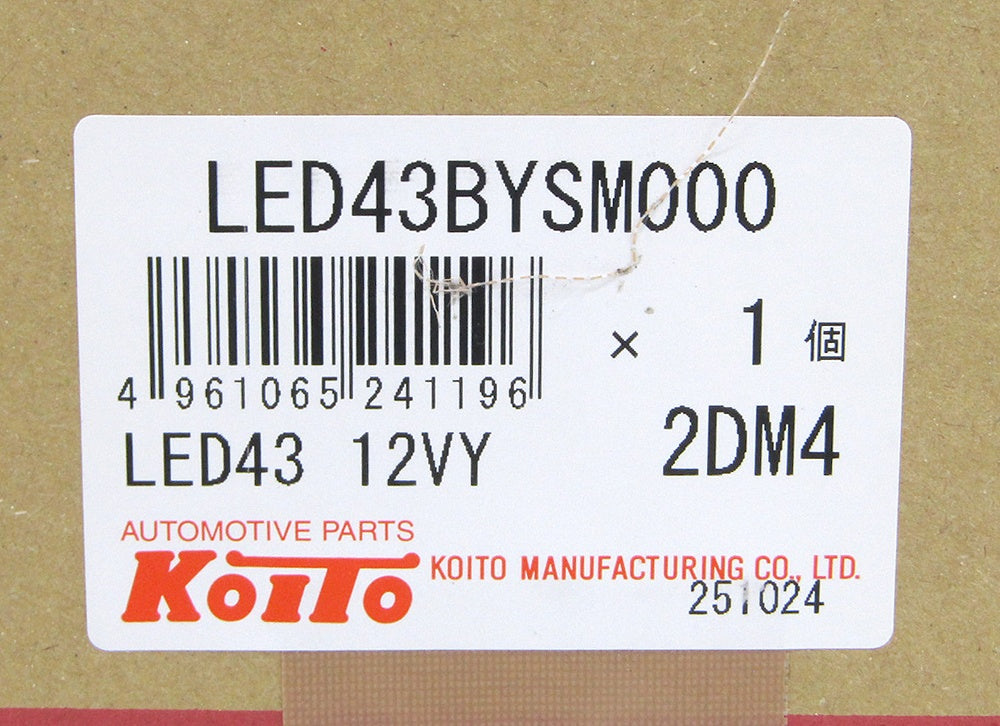 LED43BYSM000
× 1 個
4 961065 241196
LED43 12VY
2DM4
AUTOMOTIVE PARTS
KOITO
KOITO MANUFACTURING CO., LTD.
251024